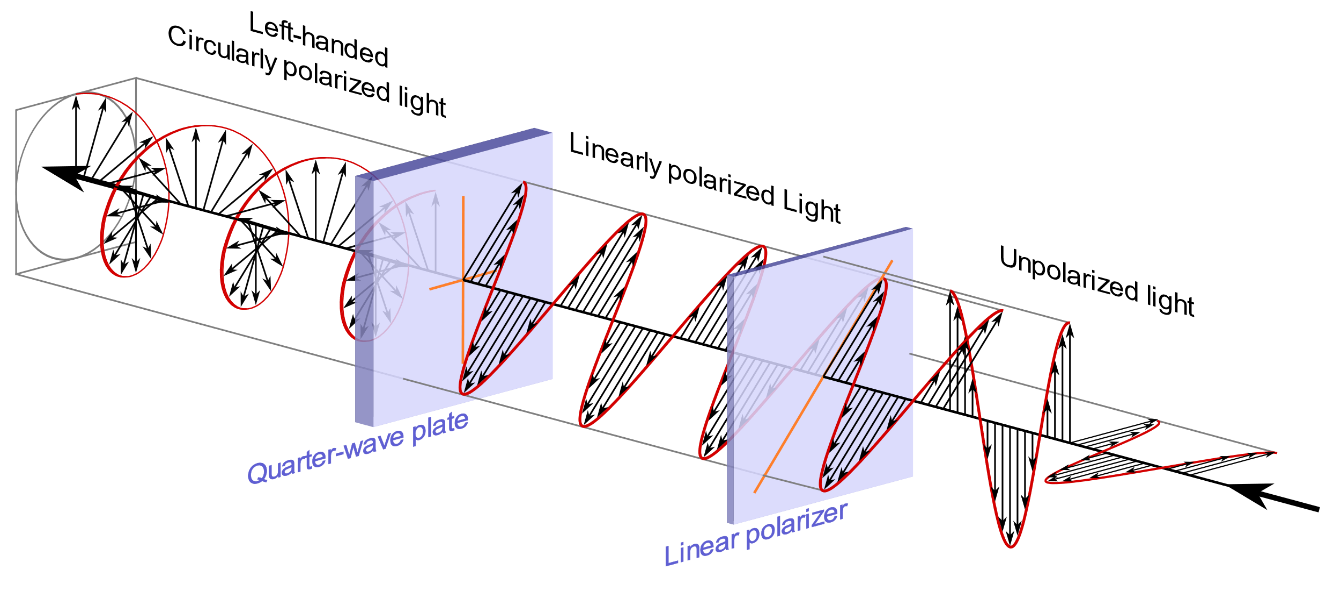 Left-handed
Circularly polarized light
Linearly polarized Light
Unpolarized light
Quarter-wave plate
Linear polarizer